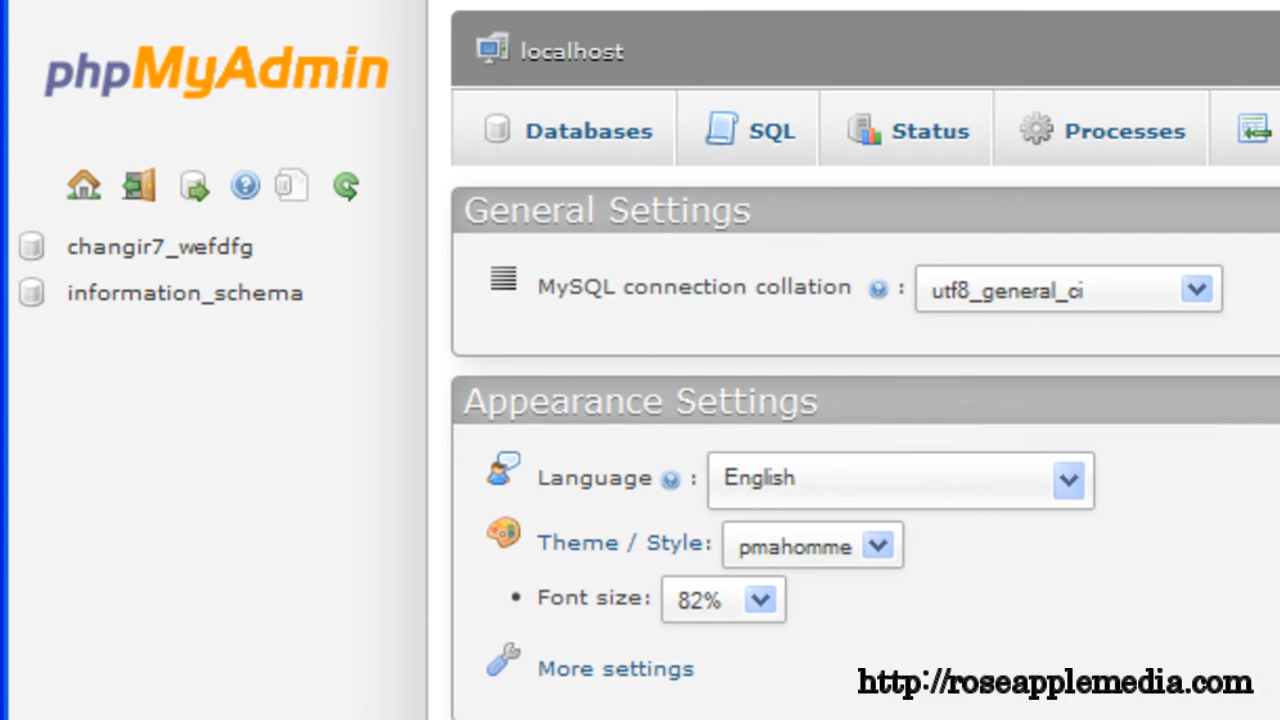 phpMyAdmin
changir7_wefdfg
information_schema
localhost
Databases SQL Status Processes
General Settings
MySQL connection collation : utf8_general_ci
Appearance Settings
Language : English
Theme / Style: pmahomme
• Font size: 82%
More settings
http://roseapplemedia.com